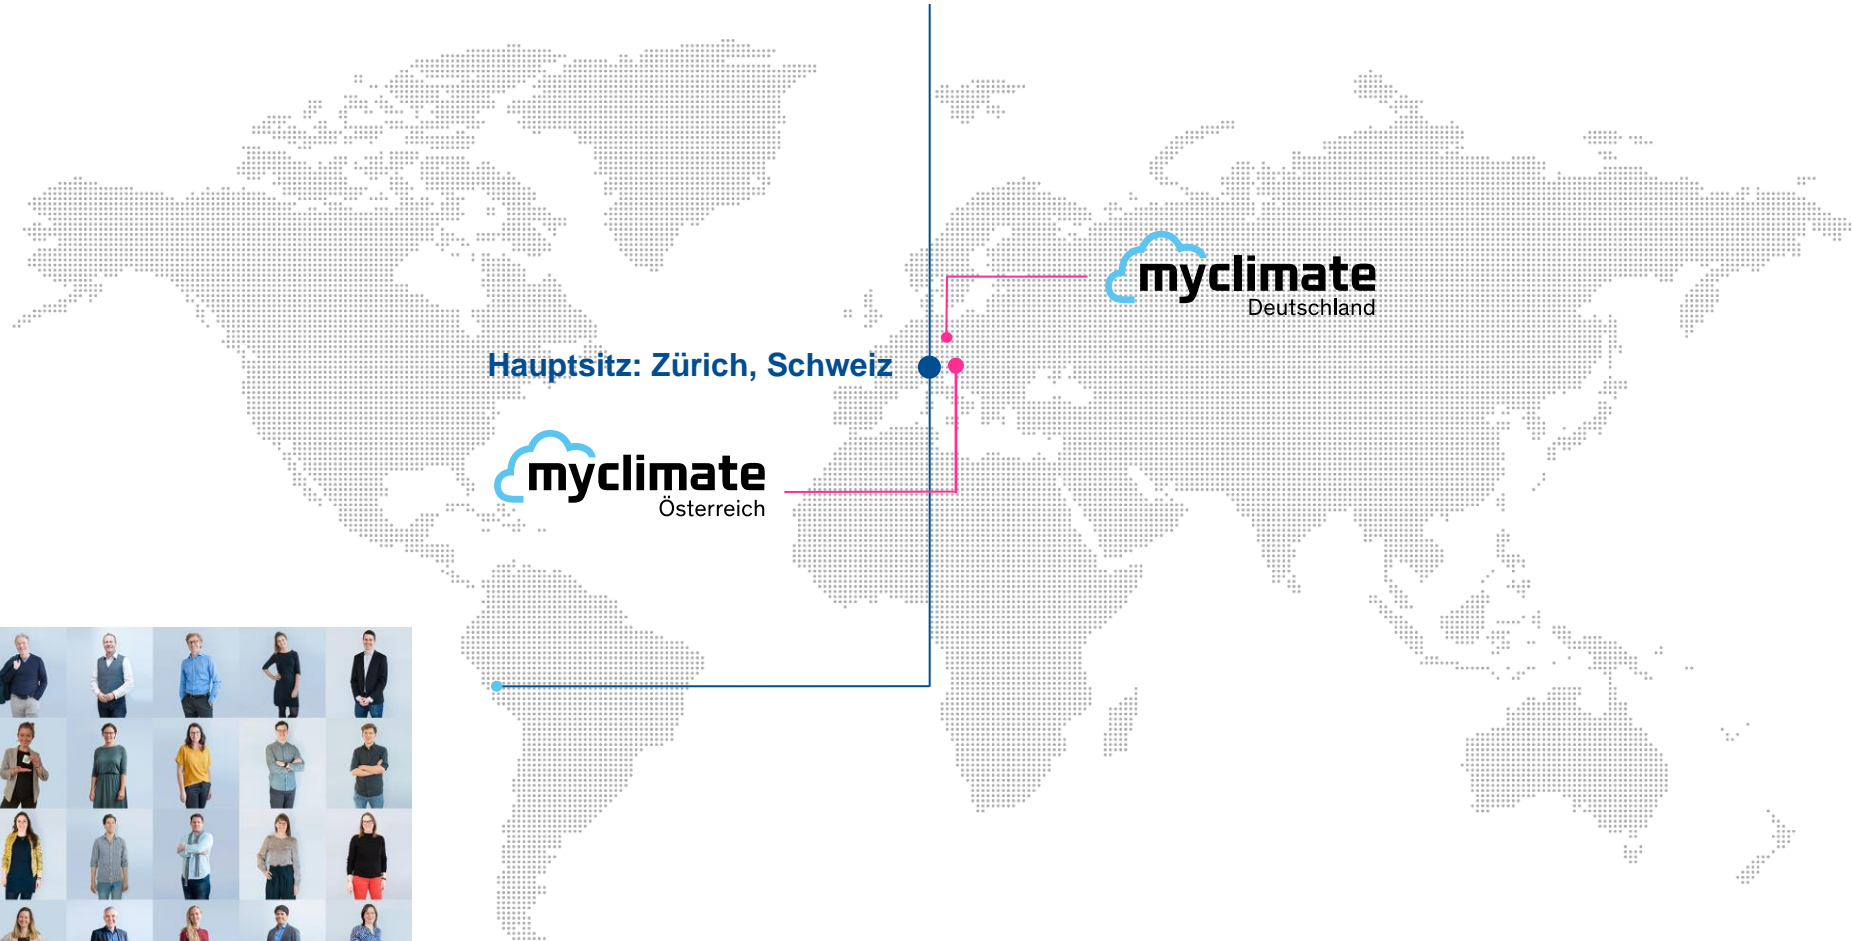 myclimate
Deutschland
Hauptsitz: Zürich, Schweiz
myclimate
Österreich